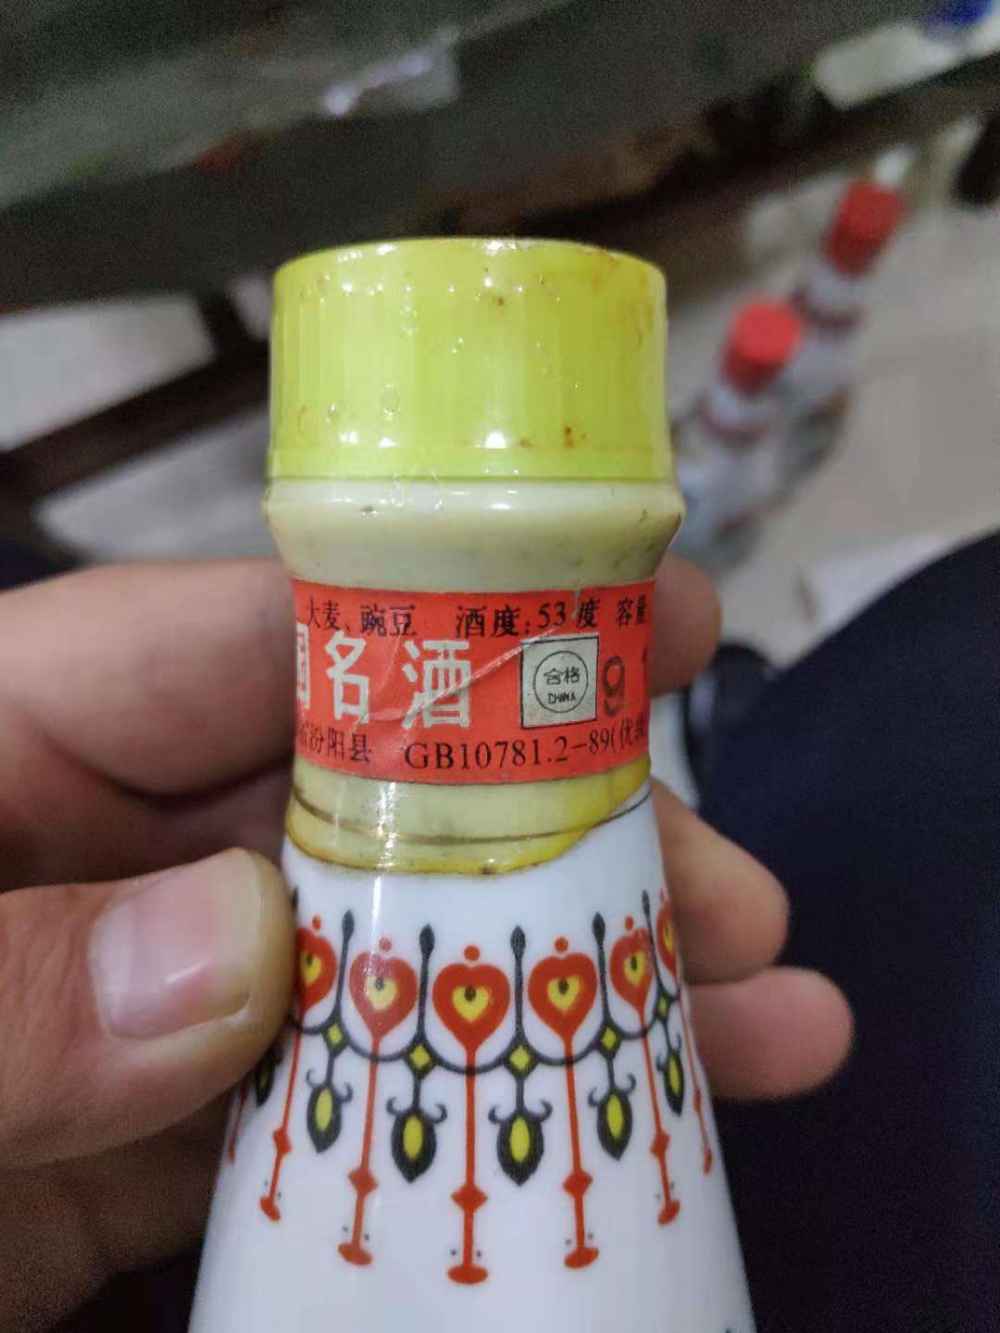 大麦、豌豆 酒度：53度 容量
国名酒 合格 CHINA 9
汾阳县 GB10781.2-89(优级